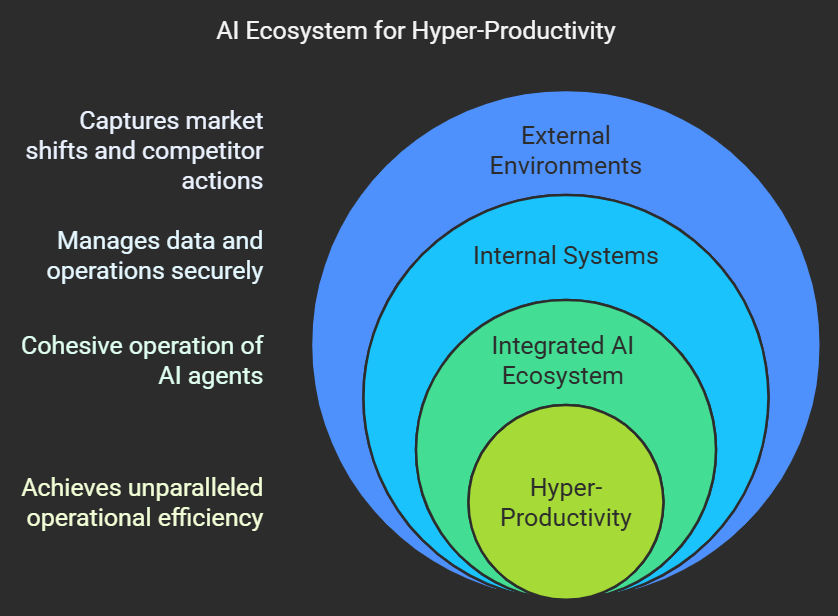 AI Ecosystem for Hyper-Productivity
Captures market
shifts and competitor
actions
External
Environments
Manages data and
operations securely
Internal Systems
Cohesive operation of
AI agents
Integrated AI
Ecosystem
Achieves unparalleled
operational efficiency
Hyper-
Productivity